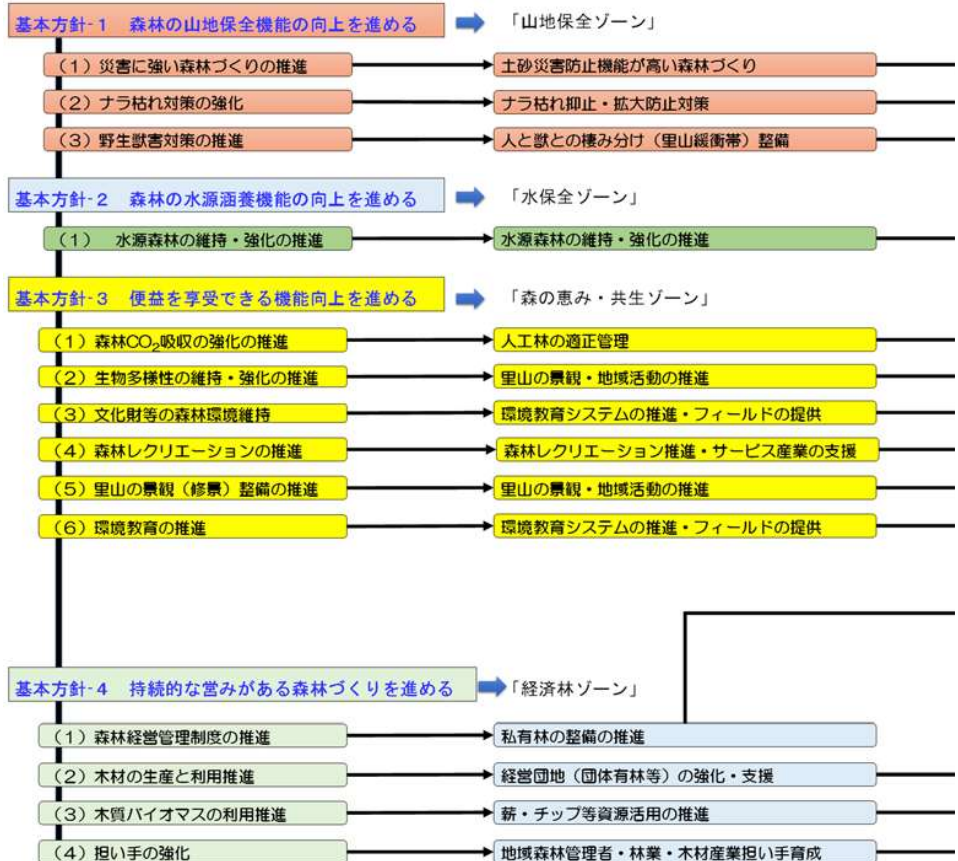 基本方針-1 森林の山地保全機能の向上を進める 「山地保全ゾーン」
(1)災害に強い森林づくりの推進 土砂災害防止機能が高い森林づくり
(2)ナラ枯れ対策の強化 ナラ枯れ抑止・拡大防止対策
(3)野生獣害対策の推進 人と獣との棲み分け(里山緩衝帯)整備
基本方針-2 森林の水源涵養機能の向上を進める 「水保全ゾーン」
(1) 水源森林の維持・強化の推進 水源森林の維持・強化の推進
基本方針-3 便益を享受できる機能向上を進める 「森の恵み・共生ゾーン」
(1)森林CO₂吸収の強化の推進 人工林の適正管理
(2)生物多様性の維持・強化の推進 里山の景観・地域活動の推進
(3)文化財等の森林環境維持 環境教育システムの推進・フィールドの提供
(4)森林レクリエーションの推進 森林レクリエーション推進・サービス産業の支援
(5)里山の景観(修景)整備の推進 里山の景観・地域活動の推進
(6)環境教育の推進 環境教育システムの推進・フィールドの提供
基本方針-4 持続的な営みがある森林づくりを進める 「経済林ゾーン」
(1)森林経営管理制度の推進 私有林の整備の推進
(2)木材の生産と利用推進 経営団地(団体有林等)の強化・支援
(3)木質バイオマスの利用推進 薪・チップ等資源活用の推進
(4)担い手の強化 地域森林管理者・林業・木材産業担い手育成